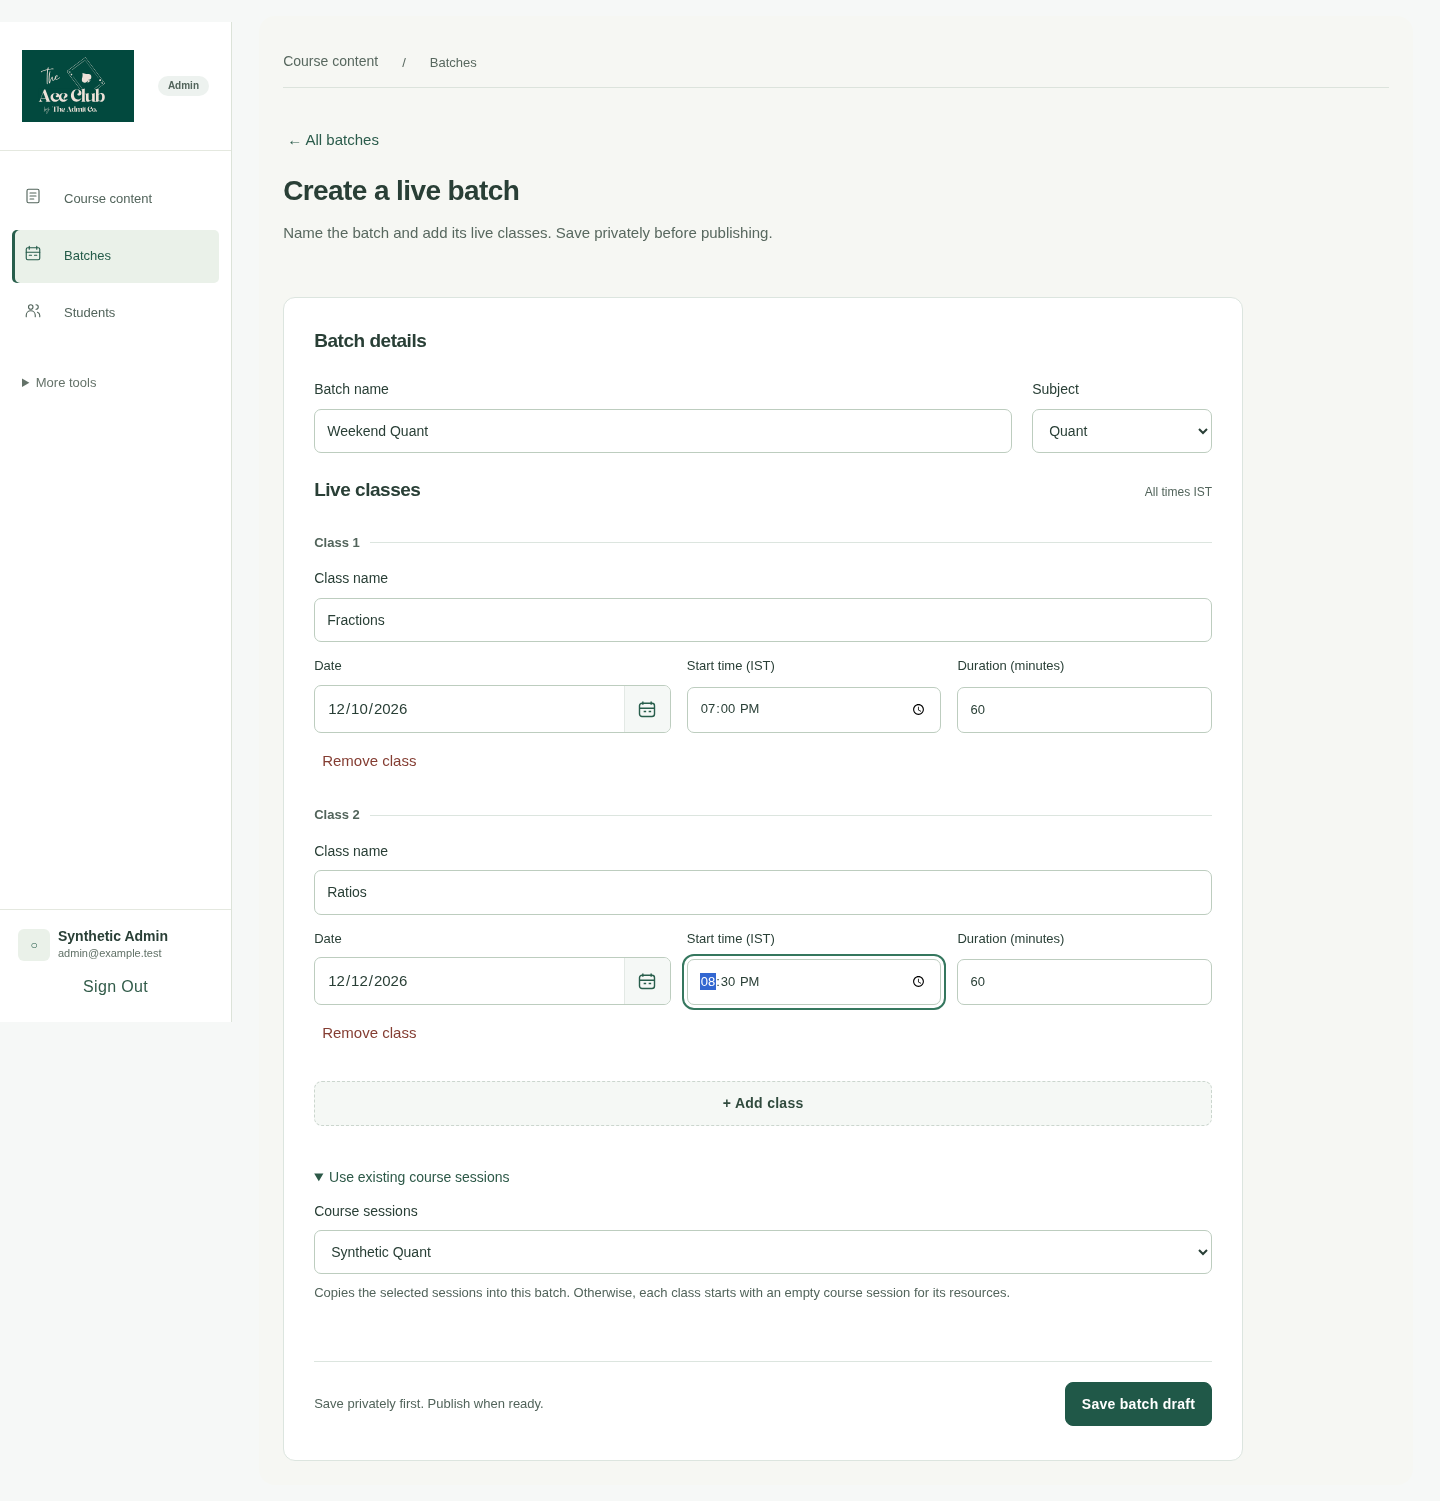 The
Ace Club
by The Admit Co.
Admin
Course content
Batches
Students
▶ More tools
Synthetic Admin
admin@example.test
Sign Out
Course content / Batches
← All batches
Create a live batch
Name the batch and add its live classes. Save privately before publishing.
Batch details
Batch name Subject
Weekend Quant Quant
Live classes All times IST
Class 1
Class name
Fractions
Date Start time (IST) Duration (minutes)
12/10/2026 07:00 PM 60
Remove class
Class 2
Class name
Ratios
Date Start time (IST) Duration (minutes)
12/12/2026 08:30 PM 60
Remove class
+ Add class
▼ Use existing course sessions
Course sessions
Synthetic Quant
Copies the selected sessions into this batch. Otherwise, each class starts with an empty course session for its resources.
Save privately first. Publish when ready. Save batch draft